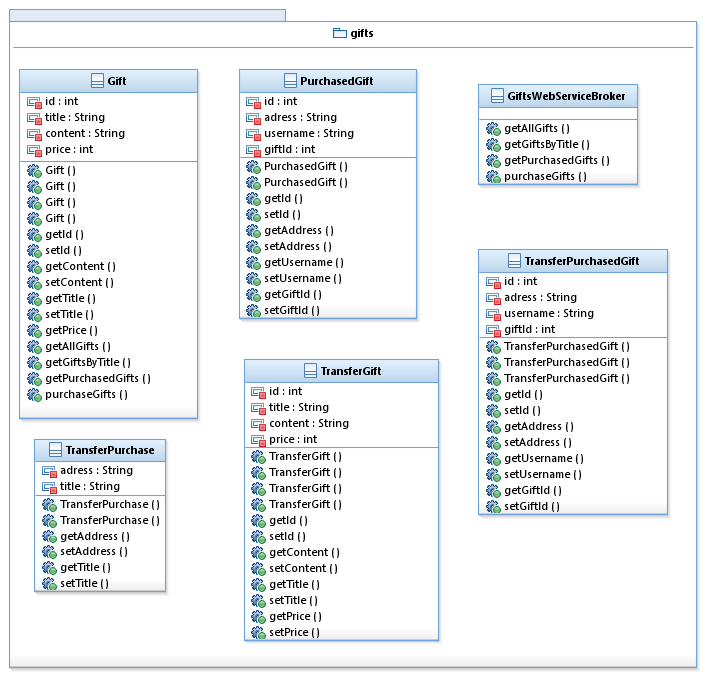 gifts
Gift
id : int
title : String
content : String
price : int
Gift ( )
Gift ( )
Gift ( )
Gift ( )
getId ( )
setId ( )
getContent ( )
setContent ( )
getTitle ( )
setTitle ( )
getPrice ( )
getAllGifts ( )
getGiftsByTitle ( )
getPurchasedGifts ( )
purchaseGifts ( )
PurchasedGift
id : int
adress : String
username : String
giftId : int
PurchasedGift ( )
PurchasedGift ( )
getId ( )
setId ( )
getAddress ( )
setAddress ( )
getUsername ( )
setUsername ( )
getGiftId ( )
setGiftId ( )
GiftsWebServiceBroker
getAllGifts ( )
getGiftsByTitle ( )
getPurchasedGifts ( )
purchaseGifts ( )
TransferPurchasedGift
id : int
adress : String
username : String
giftId : int
TransferPurchasedGift ( )
TransferPurchasedGift ( )
TransferPurchasedGift ( )
getId ( )
setId ( )
getAddress ( )
setAddress ( )
getUsername ( )
setUsername ( )
getGiftId ( )
setGiftId ( )
TransferGift
id : int
title : String
content : String
price : int
TransferGift ( )
TransferGift ( )
TransferGift ( )
TransferGift ( )
getId ( )
setId ( )
getContent ( )
setContent ( )
getTitle ( )
setTitle ( )
getPrice ( )
setPrice ( )
TransferPurchase
adress : String
title : String
TransferPurchase ( )
TransferPurchase ( )
getAddress ( )
setAddress ( )
getTitle ( )
setTitle ( )